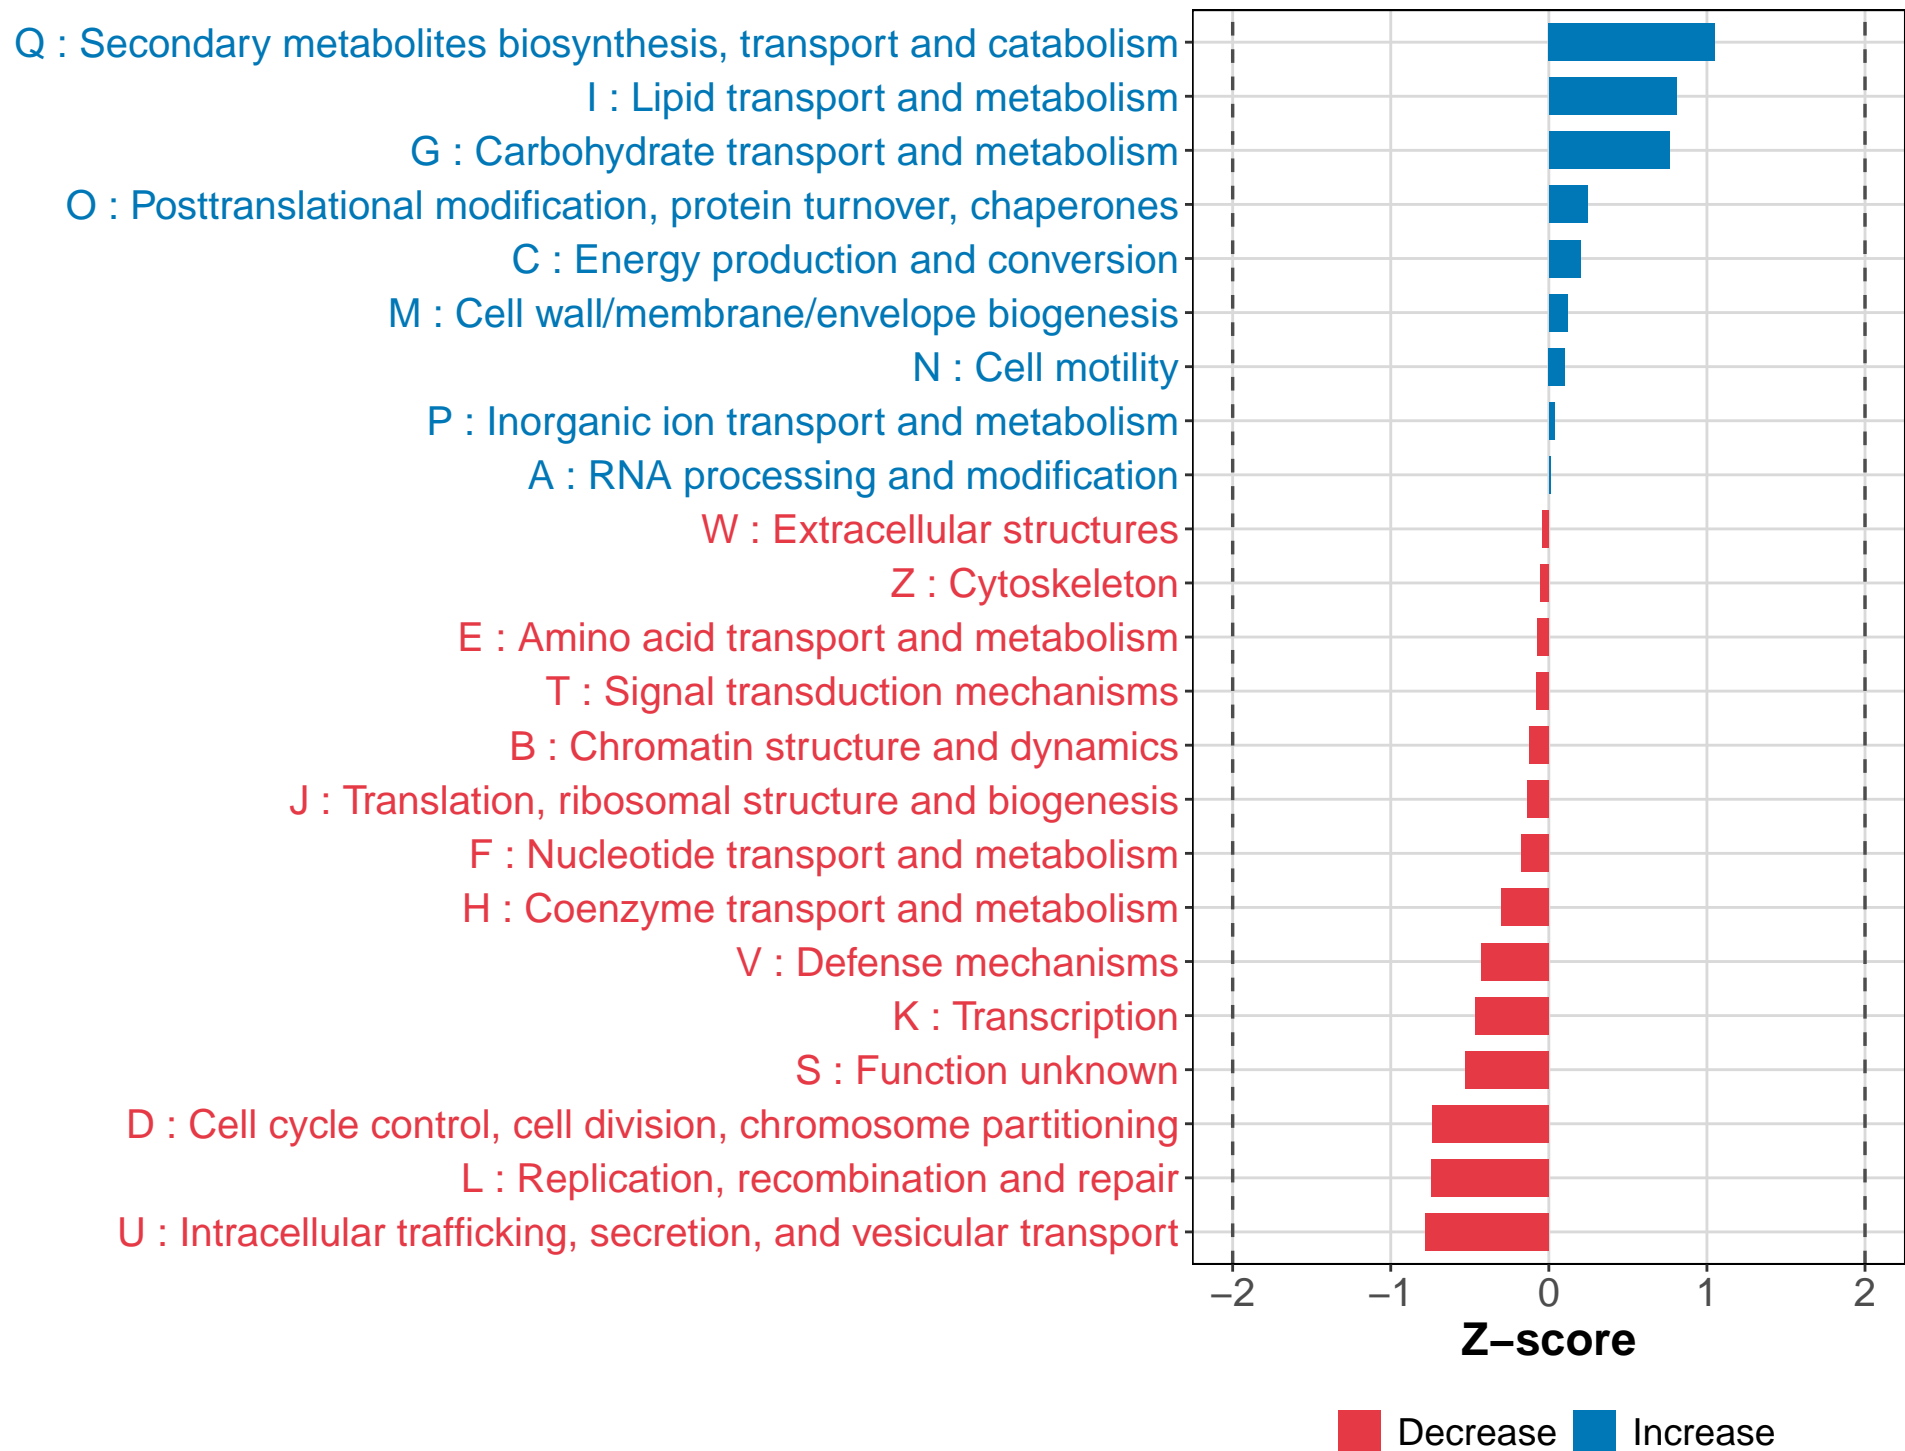 Q : Secondary metabolites biosynthesis, transport and catabolism
I : Lipid transport and metabolism
G : Carbohydrate transport and metabolism
O : Posttranslational modification, protein turnover, chaperones
C : Energy production and conversion
M : Cell wall/membrane/envelope biogenesis
N : Cell motility
P : Inorganic ion transport and metabolism
A : RNA processing and modification
W : Extracellular structures
Z : Cytoskeleton
E : Amino acid transport and metabolism
T : Signal transduction mechanisms
B : Chromatin structure and dynamics
J : Translation, ribosomal structure and biogenesis
F : Nucleotide transport and metabolism
H : Coenzyme transport and metabolism
V : Defense mechanisms
K : Transcription
S : Function unknown
D : Cell cycle control, cell division, chromosome partitioning
L : Replication, recombination and repair
U : Intracellular trafficking, secretion, and vesicular transport
−2 −1 0 1 2
Z−score
Decrease Increase